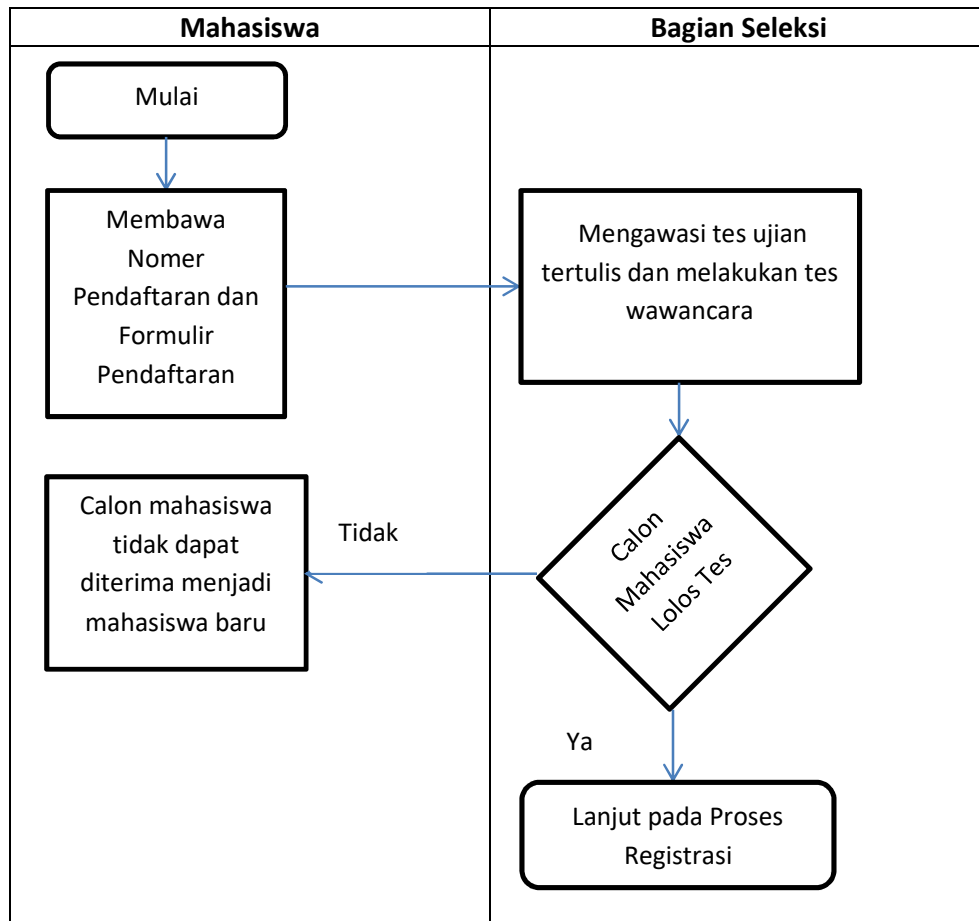 Mahasiswa
Bagian Seleksi
Mulai
Membawa
Nomer
Pendaftaran dan
Formulir
Pendaftaran
Mengawasi tes ujian
tertulis dan melakukan tes
wawancara
Calon
Mahasiswa
Lolos Tes
Tidak
Calon mahasiswa
tidak dapat
diterima menjadi
mahasiswa baru
Ya
Lanjut pada Proses
Registrasi